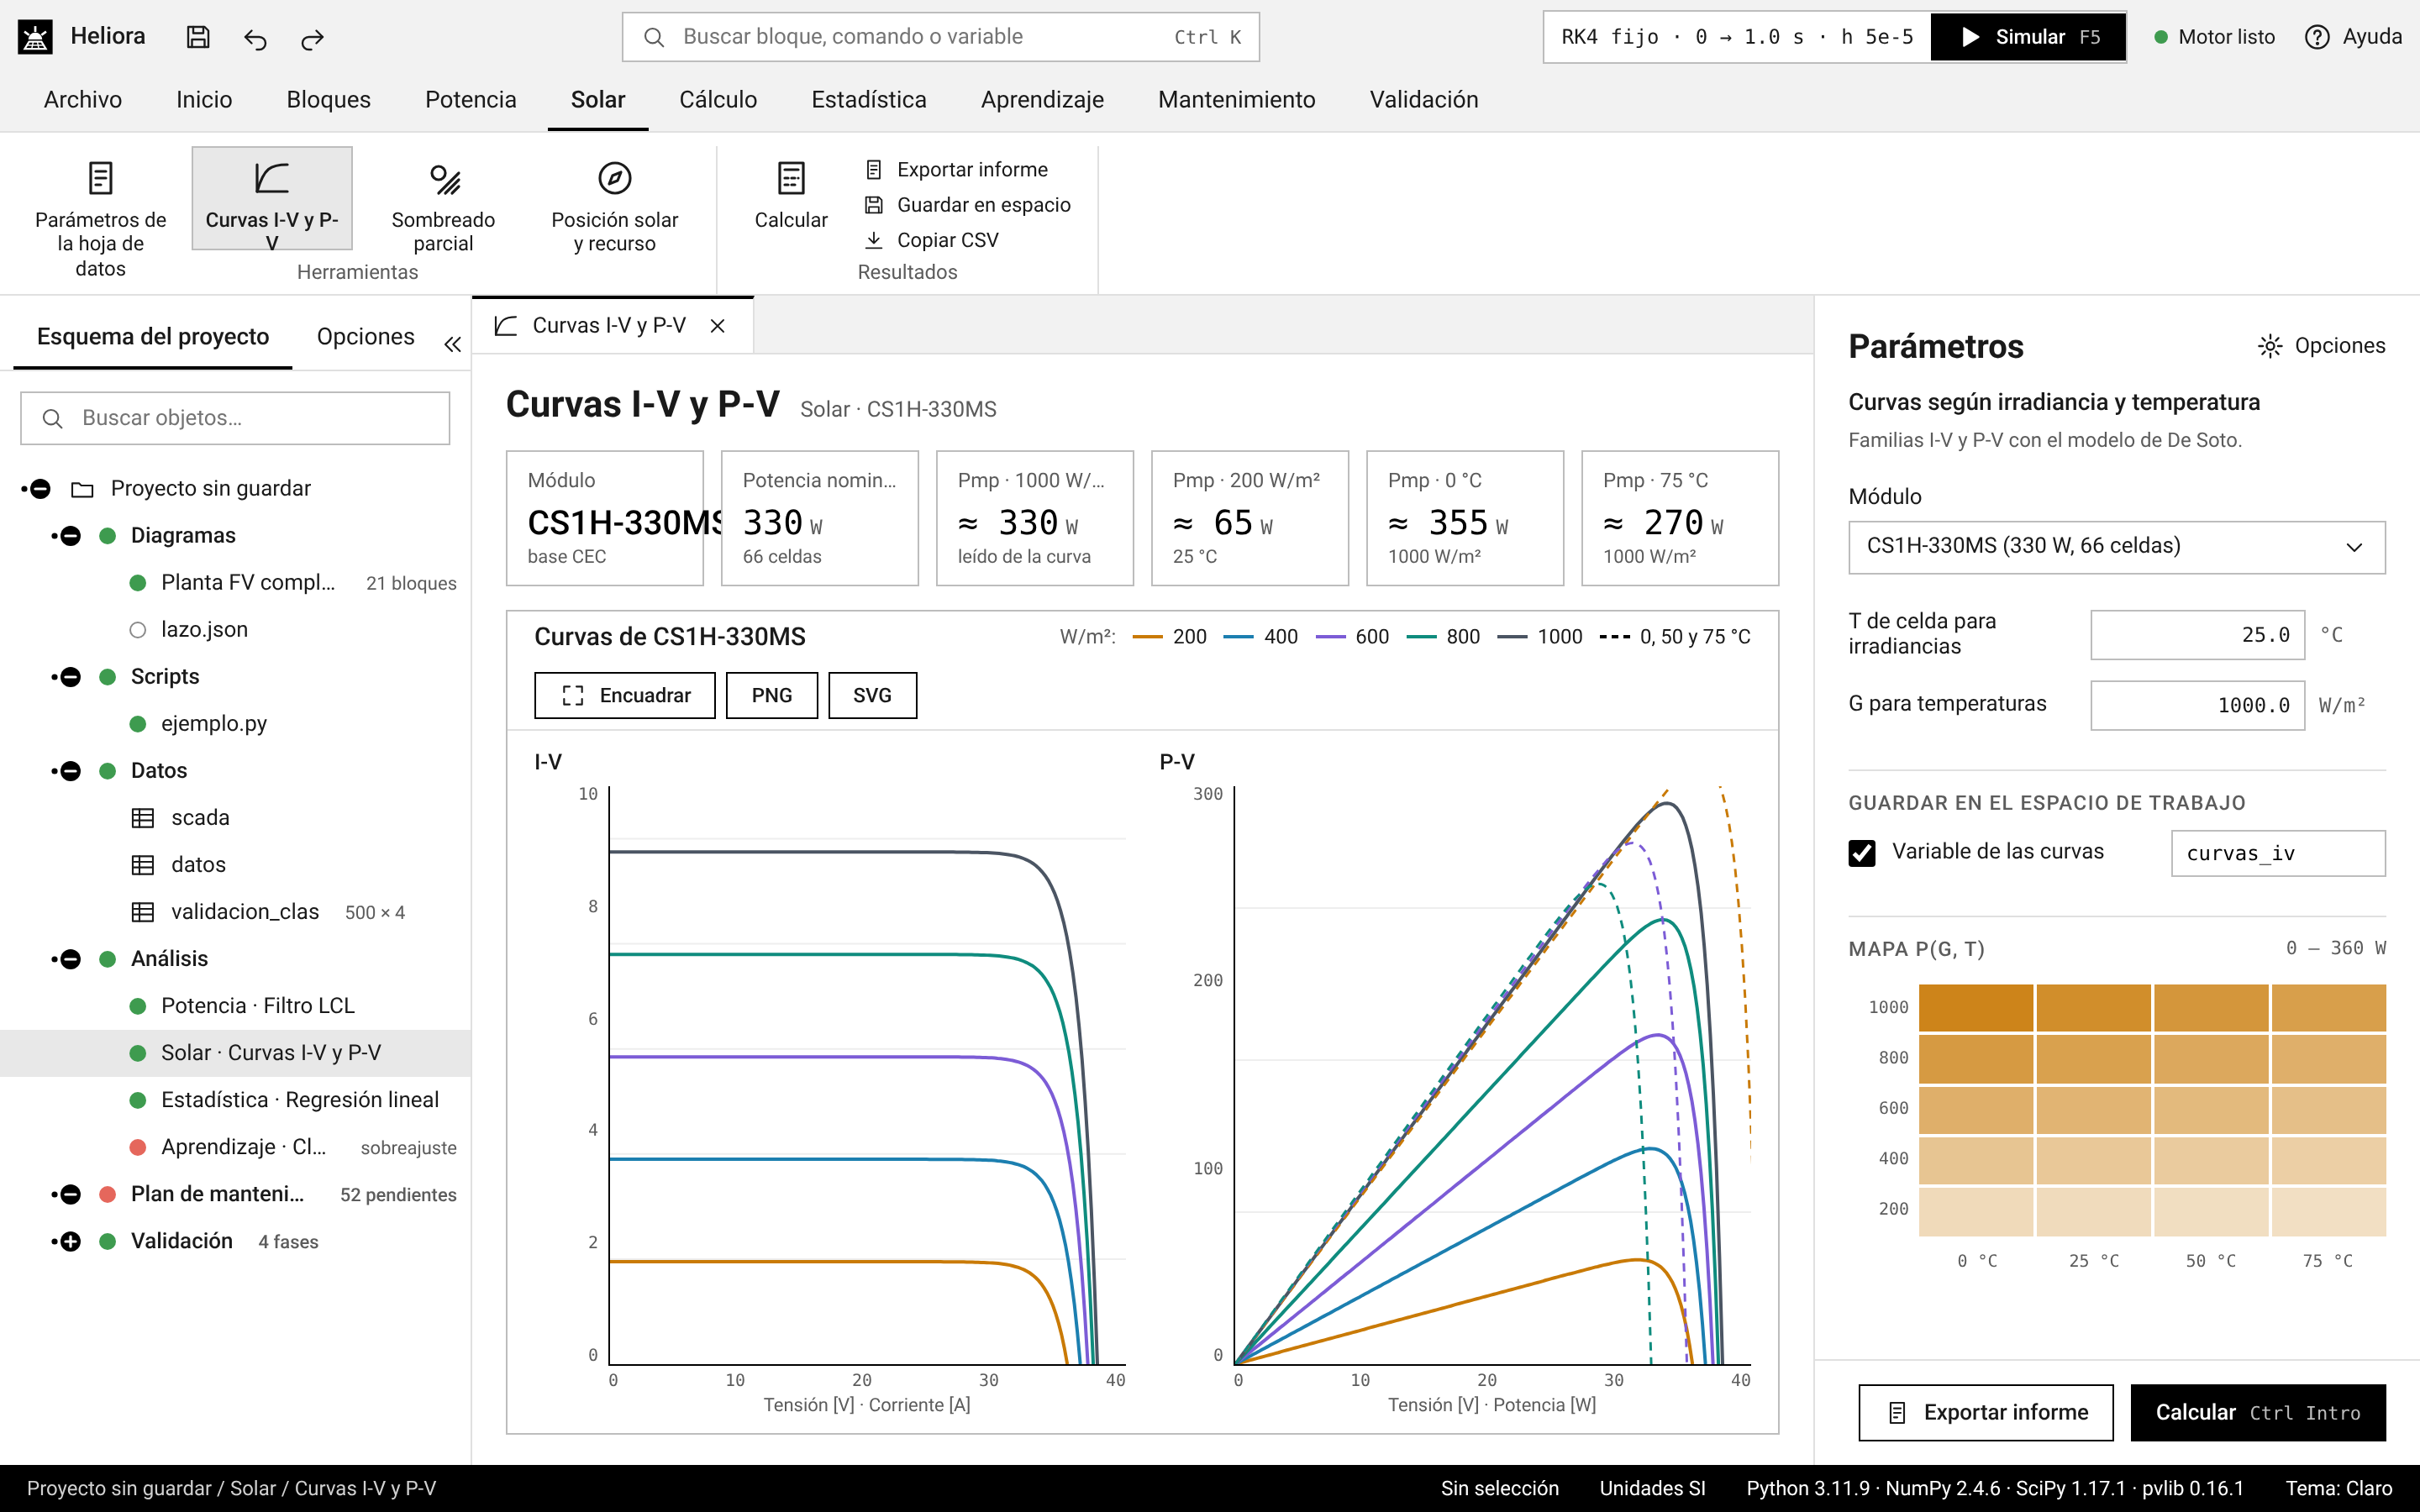 Heliora
Buscar bloque, comando o variable
Ctrl K
RK4 fijo · 0 → 1.0 s · h 5e-5
Simular F5
Motor listo
Ayuda
Archivo
Inicio
Bloques
Potencia
Solar
Cálculo
Estadística
Aprendizaje
Mantenimiento
Validación
Parámetros de
la hoja de
datos
Curvas I-V y P-
V
Sombreado
parcial
Posición solar
y recurso
Herramientas
Calcular
Exportar informe
Guardar en espacio
Copiar CSV
Resultados
Esquema del proyecto
Opciones
Buscar objetos...
Proyecto sin guardar
Diagramas
Planta FV compl... 21 bloques
lazo.json
Scripts
ejemplo.py
Datos
scada
datos
validacion_clas 500 × 4
Análisis
Potencia · Filtro LCL
Solar · Curvas I-V y P-V
Estadística · Regresión lineal
Aprendizaje · Cl... sobreajuste
Plan de manteni... 52 pendientes
Validación 4 fases
Curvas I-V y P-V
Curvas I-V y P-V Solar · CS1H-330MS
Módulo
CS1H-330MS
base CEC
Potencia nomin...
330 W
66 celdas
Pmp · 1000 W/...
≈ 330 W
leído de la curva
Pmp · 200 W/m²
≈ 65 W
25 °C
Pmp · 0 °C
≈ 355 W
1000 W/m²
Pmp · 75 °C
≈ 270 W
1000 W/m²
Curvas de CS1H-330MS
W/m²: 200 400 600 800 1000 0, 50 y 75 °C
Encuadrar
PNG
SVG
I-V
10
8
6
4
2
0
0 10 20 30 40
Tensión [V] · Corriente [A]
P-V
300
200
100
0
0 10 20 30 40
Tensión [V] · Potencia [W]
Parámetros
Opciones
Curvas según irradiancia y temperatura
Familias I-V y P-V con el modelo de De Soto.
Módulo
CS1H-330MS (330 W, 66 celdas)
T de celda para
irradiancias
25.0 °C
G para temperaturas 1000.0 W/m²
GUARDAR EN EL ESPACIO DE TRABAJO
Variable de las curvas curvas_iv
MAPA P(G, T) 0 — 360 W
1000
800
600
400
200
0 °C 25 °C 50 °C 75 °C
Exportar informe
Calcular Ctrl Intro
Proyecto sin guardar / Solar / Curvas I-V y P-V
Sin selección
Unidades SI
Python 3.11.9 · NumPy 2.4.6 · SciPy 1.17.1 · pvlib 0.16.1
Tema: Claro